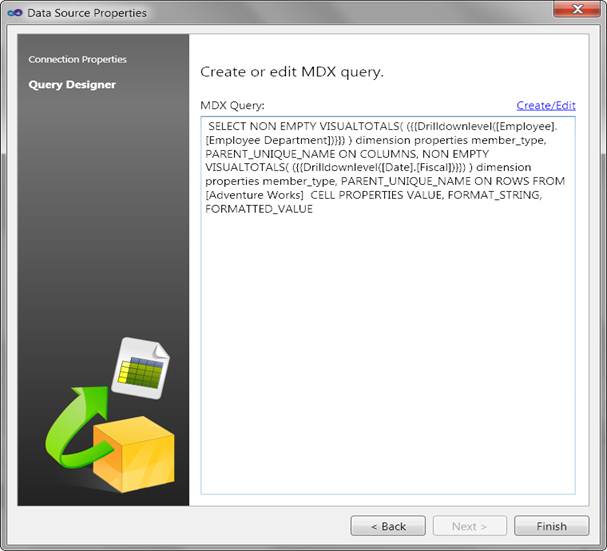 Data Source Properties
Connection Properties
Query Designer
Create or edit MDX query.
MDX Query:
Create/Edit
SELECT NON EMPTY VISUALTOTALS( ({{Drilldownlevel([Employee].
[Employee Department])}}) ) dimension properties member_type,
PARENT_UNIQUE_NAME ON COLUMNS, NON EMPTY
VISUALTOTALS( ({{Drilldownlevel([Date].[Fiscal])}}) ) dimension
properties member_type, PARENT_UNIQUE_NAME ON ROWS FROM
[Adventure Works]  CELL PROPERTIES VALUE, FORMAT_STRING,
FORMATTED_VALUE
< Back
Next >
Finish